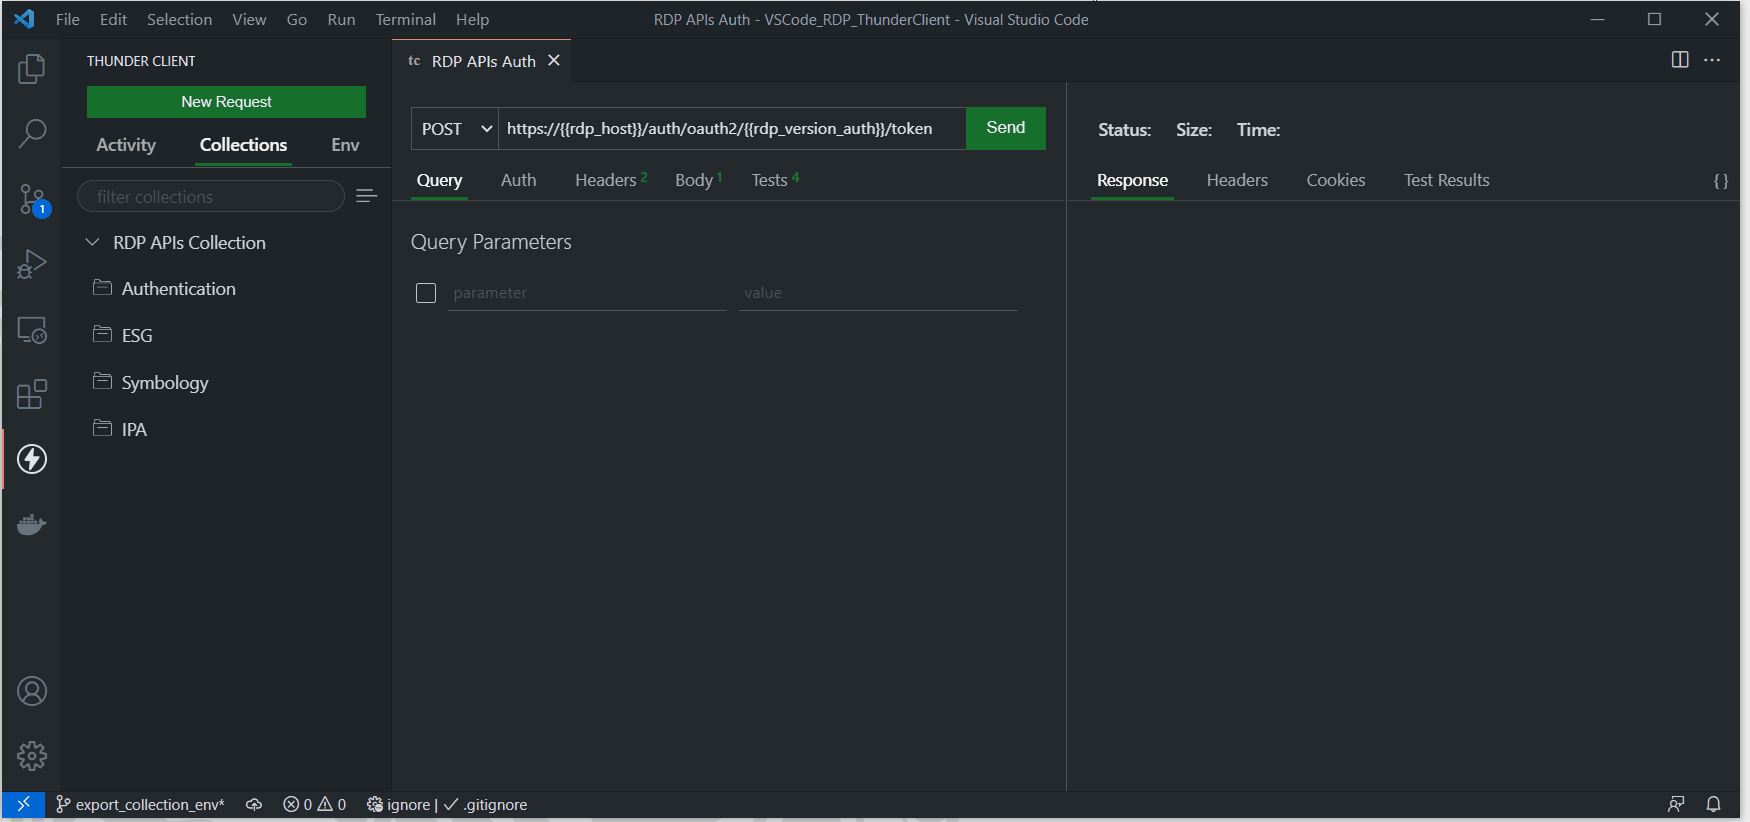 File Edit Selection View Go Run Terminal Help RDP APIs Auth - VSCode_RDP_ThunderClient - Visual Studio Code
THUNDER CLIENT
New Request
Activity Collections Env
filter collections
RDP APIs Collection
Authentication
ESG
Symbology
IPA
1
tc RDP APIs Auth
POST https://{{rdp_host}}/auth/oauth2/{{rdp_version_auth}}/token Send
Query Auth Headers 2 Body 1 Tests 4
Query Parameters
parameter value
Status: Size: Time:
Response Headers Cookies Test Results {}
export_collection_env* 0 0 ignore | ✓ .gitignore